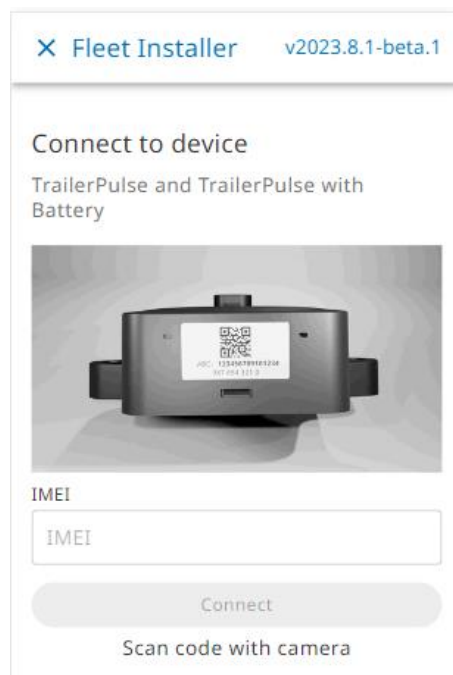 Fleet Installer v2023.8.1-beta.1
Connect to device
TrailerPulse and TrailerPulse with
Battery
ABC: 
IMEI
IMEI
Connect
Scan code with camera